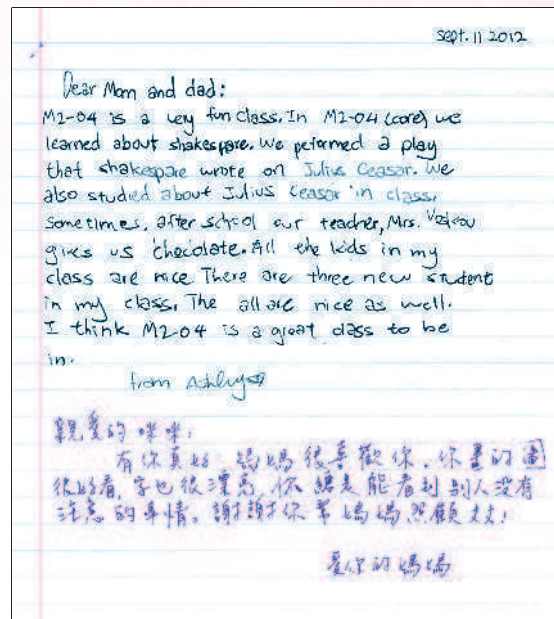 sept. 11 2012
Dear Mom and dad:
M2-04 is a very fun class. In M2-04 (core) we
learned about shakespare. We peformed a play
that shakespare wrote on Julius Ceasar. We
also studied about Julius Ceasar in class.
sometimes, after school our teacher, Mrs.
gives us chocolate. All the kids in my
class are nice. There are three new student
in my class. The all are nice as well.
I think M2-04 is a great class to be
in.
from Ashley
親愛的咪咪:
有你真好 媽媽很喜歡你. 你畫的圖
很好看, 字也很漂亮, 你總是能看到別人沒有
注意的事情。謝謝你幫媽媽照顧文文!
愛你的媽媽